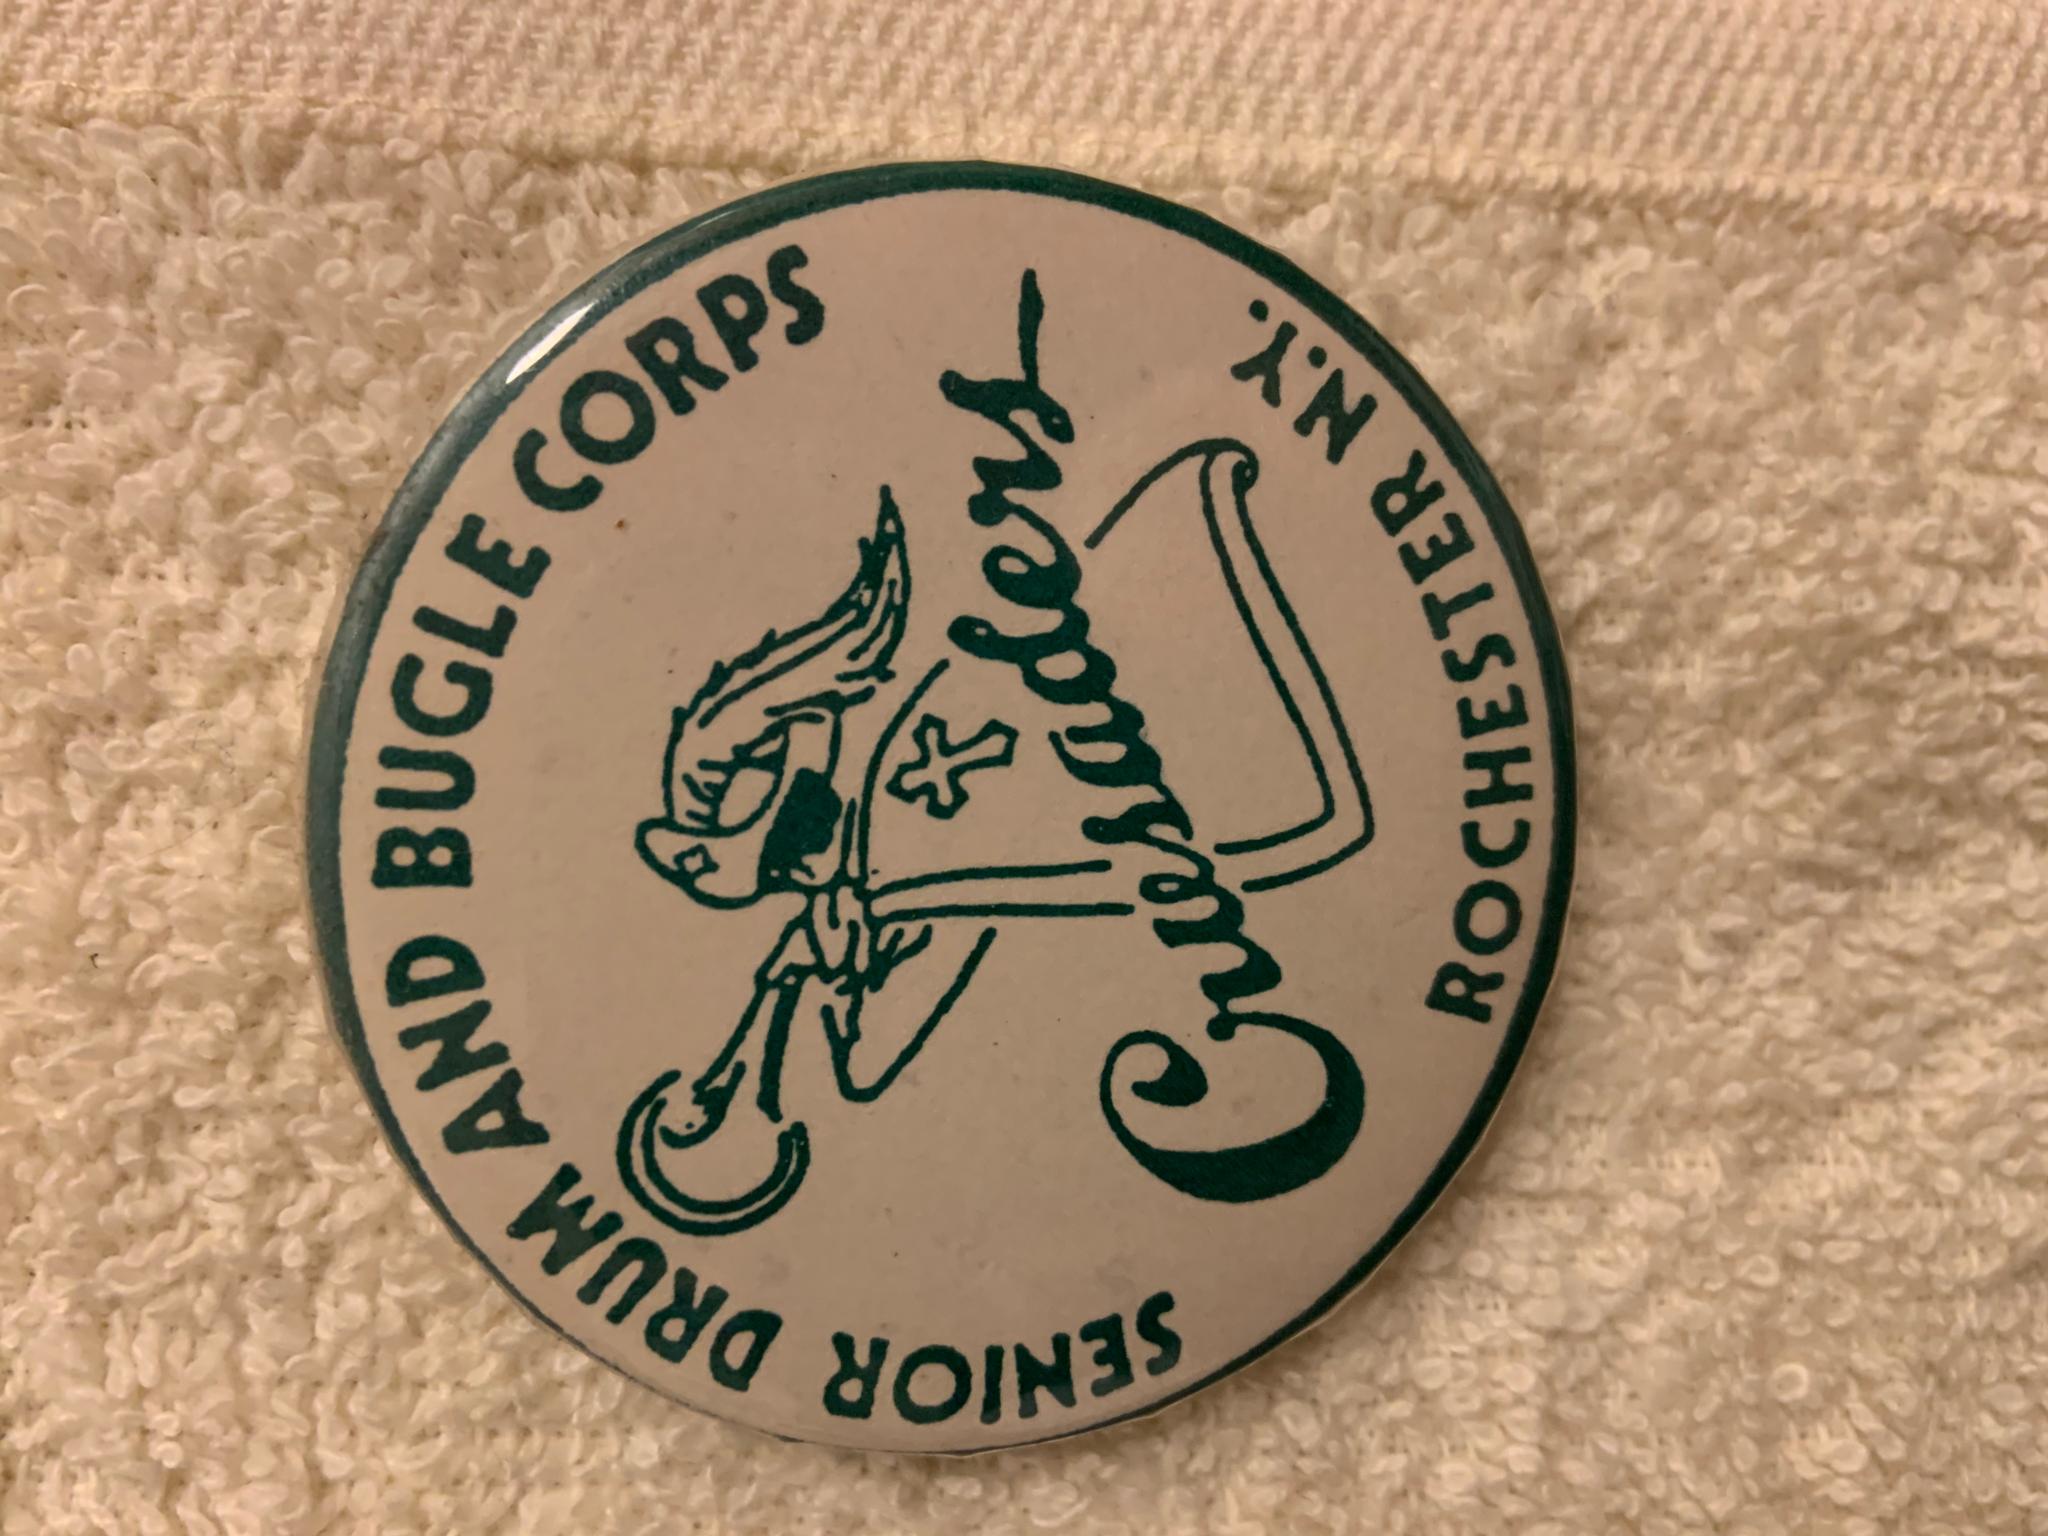 SENIOR DRUM AND BUGLE CORPS
Crusaders
ROCHESTER N.Y.